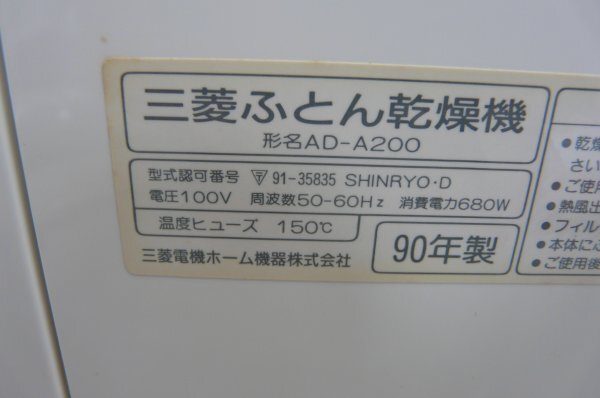 三菱ふとん乾燥機
形名AD-A200
型式認可番号 〒 91-35835 SHINRYO・D
電圧100V 周波数50-60Hz 消費電力680W
温度ヒューズ 150℃
三菱電機ホーム機器株式会社
90年製
●乾燥
さい
●ご使用
●熱風出
●フィル
●本体に
●ご使用後